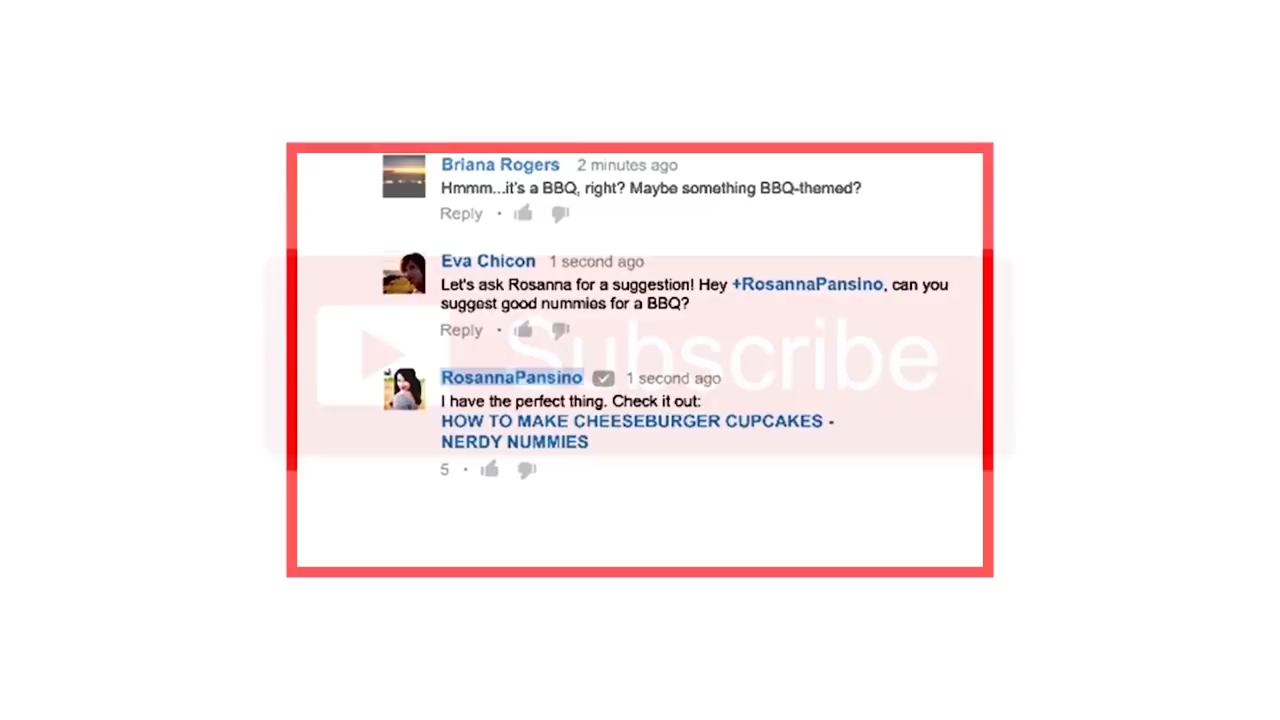 Briana Rogers 2 minutes ago
Hmmm...it's a BBQ, right? Maybe something BBQ-themed?
Reply •
Eva Chicon 1 second ago
Let's ask Rosanna for a suggestion! Hey +RosannaPansino, can you
suggest good nummies for a BBQ?
Reply •
Subscribe
RosannaPansino 1 second ago
I have the perfect thing. Check it out:
HOW TO MAKE CHEESEBURGER CUPCAKES -
NERDY NUMMIES
5 •